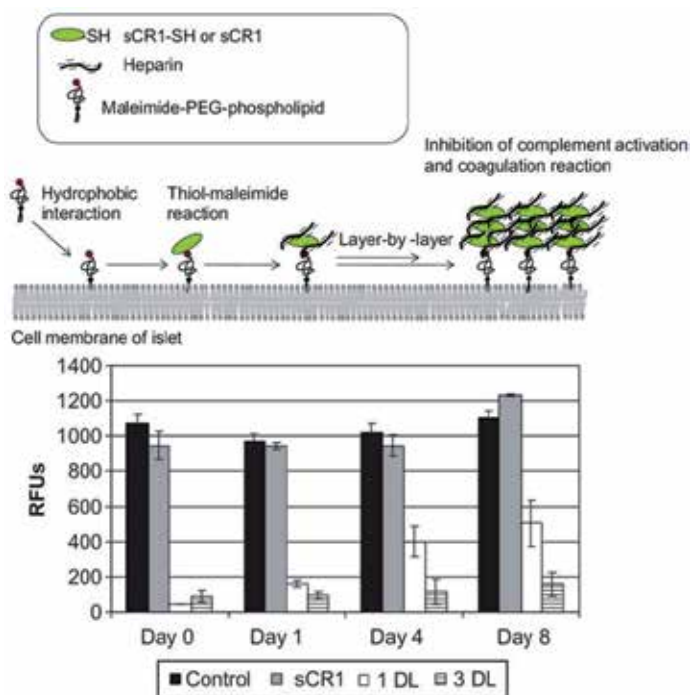 SH sCR1-SH or sCR1
Heparin
Maleimide-PEG-phospholipid
Inhibition of complement activation
and coagulation reaction
Hydrophobic
interaction
Thiol-maleimide
reaction
Layer-by -layer
Cell membrane of islet
1400
1200
1000
800
600
400
200
0
RFUs
Day 0
Day 1
Day 4
Day 8
Control sCR1 1 DL 3 DL